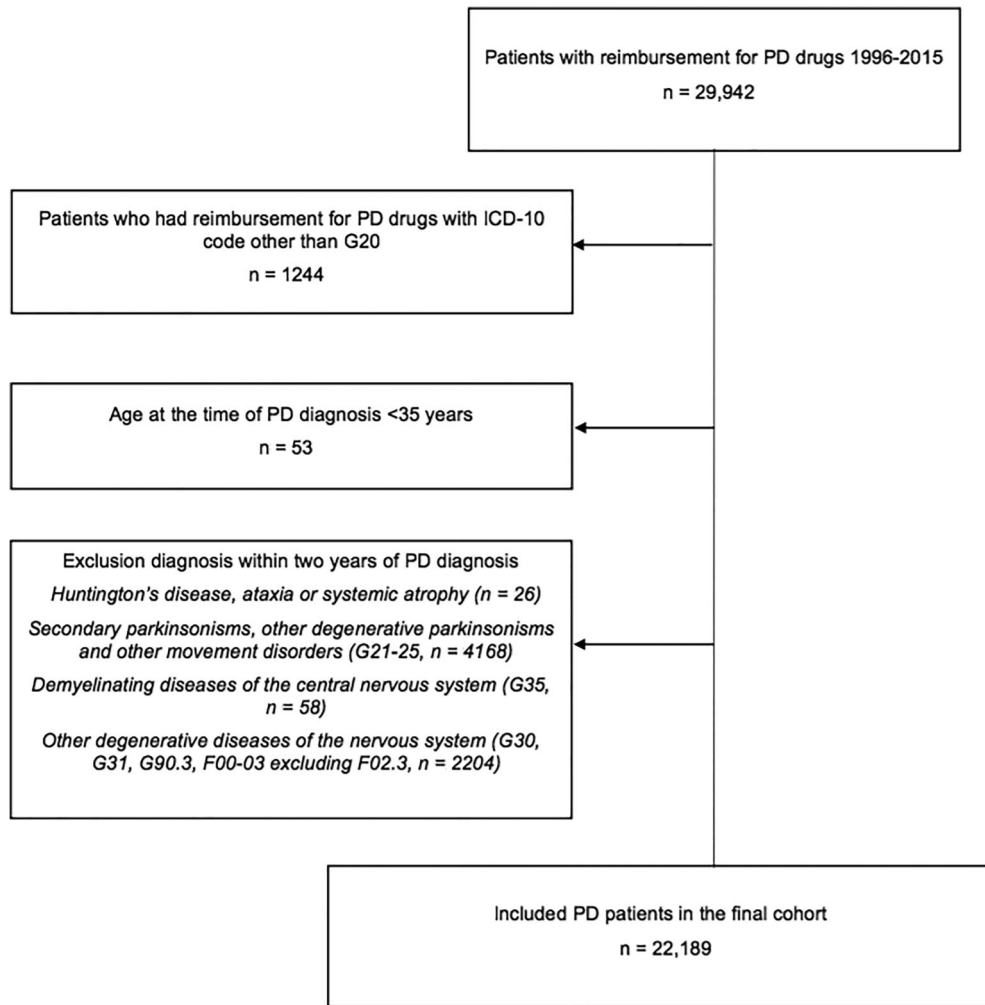 Patients with reimbursement for PD drugs 1996-2015
n = 29,942
Patients who had reimbursement for PD drugs with ICD-10
code other than G20
n = 1244
Age at the time of PD diagnosis <35 years
n = 53
Exclusion diagnosis within two years of PD diagnosis
Huntington's disease, ataxia or systemic atrophy (n = 26)
Secondary parkinsonisms, other degenerative parkinsonisms
and other movement disorders (G21-25, n = 4168)
Demyelinating diseases of the central nervous system (G35,
n = 58)
Other degenerative diseases of the nervous system (G30,
G31, G90.3, F00-03 excluding F02.3, n = 2204)
Included PD patients in the final cohort
n = 22,189